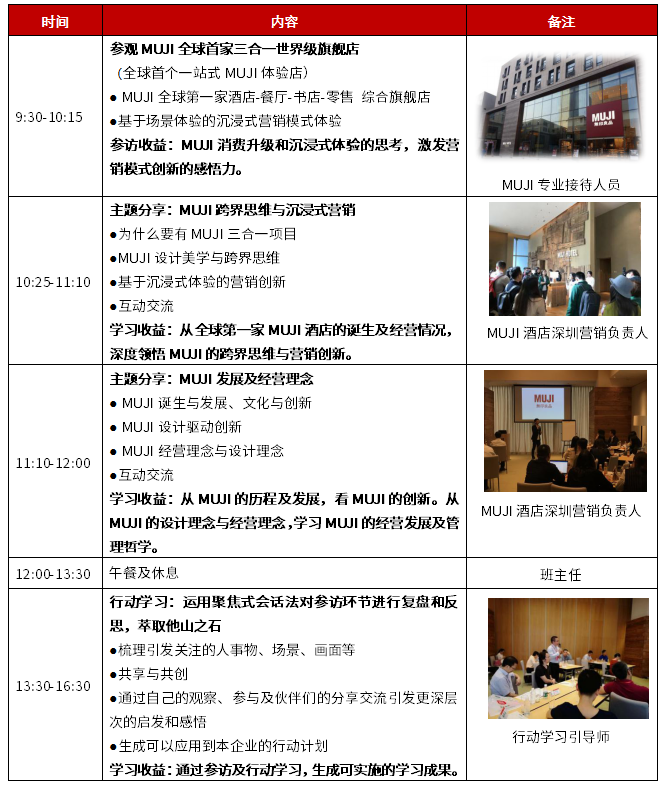 时间 内容 备注
9:30-10:15
参观 MUJI 全球首家三合一世界级旗舰店
（全球首个一站式 MUJI 体验店）
● MUJI 全球第一家酒店-餐厅-书店-零售 综合旗舰店
●基于场景体验的沉浸式营销模式体验
参访收益：MUJI 消费升级和沉浸式体验的思考，激发营
销模式创新的感悟力。
MUJI
無印良品
MUJI 专业接待人员
10:25-11:10
主题分享：MUJI 跨界思维与沉浸式营销
●为什么要有 MUJI 三合一项目
●MUJI 设计美学与跨界思维
●基于沉浸式体验的营销创新
●互动交流
学习收益：从全球第一家 MUJI 酒店的诞生及经营情况，
深度领悟 MUJI 的跨界思维与营销创新。
MUJI HOTEL
MUJI 酒店深圳营销负责人
11:10-12:00
主题分享：MUJI 发展及经营理念
● MUJI 诞生与发展、文化与创新
● MUJI 设计驱动创新
● MUJI 经营理念与设计理念
●互动交流
学习收益：从 MUJI 的历程及发展，看 MUJI 的创新。从
MUJI 的设计理念与经营理念，学习 MUJI 的经营发展及管
理哲学。
MUJI
無印良品
MUJI 酒店深圳营销负责人
12:00-13:30 午餐及休息 班主任
13:30-16:30
行动学习：运用聚焦式会话法对参访环节进行复盘和反
思，萃取他山之石
●梳理引发关注的人事物、场景、画面等
●共享与共创
●通过自己的观察、参与及伙伴们的分享交流引发更深层
次的启发和感悟
●生成可以应用到本企业的行动计划
学习收益：通过参访及行动学习，生成可实施的学习成果。
行动学习引导师